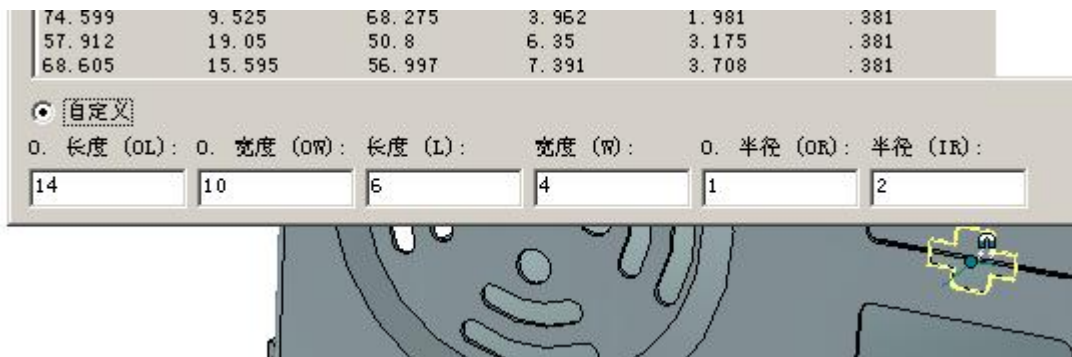 74.599 9.525 68.275 3.962 1.981 .381
57.912 19.05 50.8 6.35 3.175 .381
68.605 15.595 56.997 7.391 3.708 .381
自定义
O. 长度 (OL): O. 宽度 (OW): 长度 (L): 宽度 (W): O. 半径 (OR): 半径 (IR):
14 10 6 4 1 2